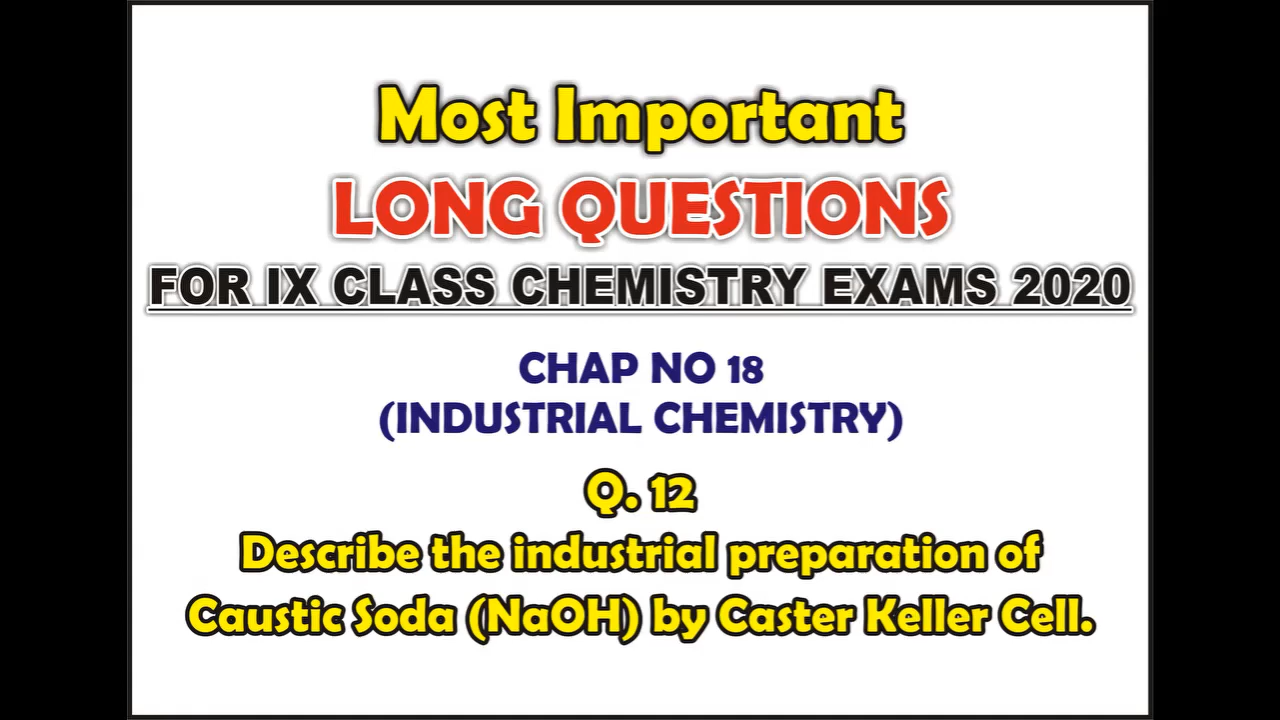 Most Important
LONG QUESTIONS
FOR IX CLASS CHEMISTRY EXAMS 2020
CHAP NO 18
(INDUSTRIAL CHEMISTRY)
Q. 12
Describe the industrial preparation of
Caustic Soda (NaOH) by Caster Keller Cell.